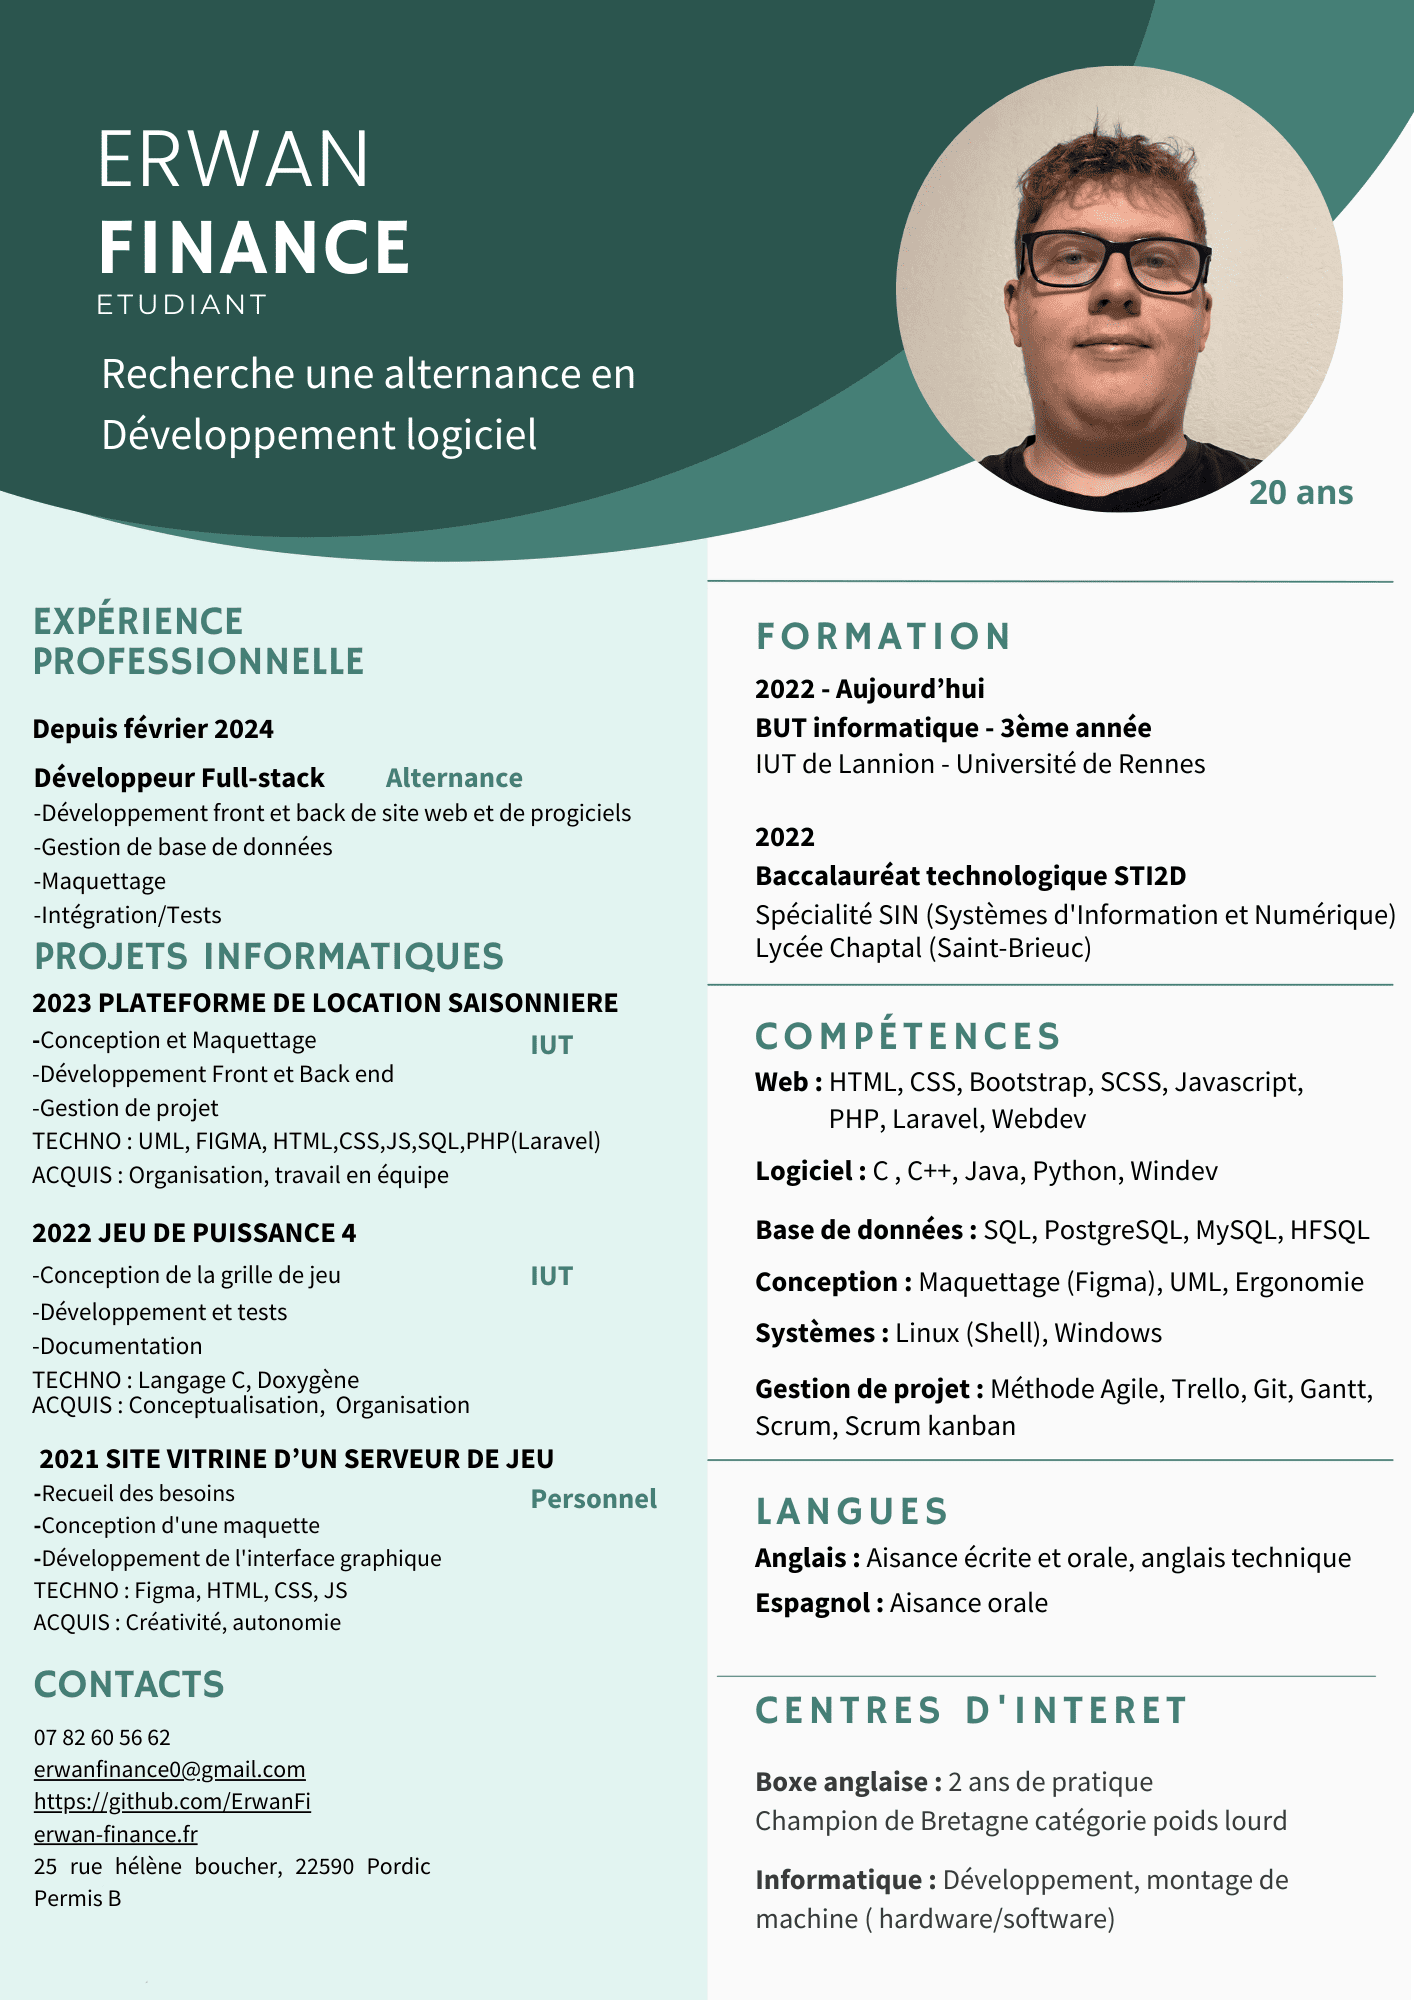 ERWAN
FINANCE
ETUDIANT
Recherche une alternance en
Développement logiciel
20 ans
EXPÉRIENCE
PROFESSIONNELLE
Depuis février 2024
Développeur Full-stack Alternance
-Développement front et back de site web et de progiciels
-Gestion de base de données
-Maquettage
-Intégration/Tests
PROJETS INFORMATIQUES
2023 PLATEFORME DE LOCATION SAISONNIERE
-Conception et Maquettage IUT
-Développement Front et Back end
-Gestion de projet
TECHNO : UML, FIGMA, HTML,CSS,JS,SQL,PHP(Laravel)
ACQUIS : Organisation, travail en équipe
2022 JEU DE PUISSANCE 4
-Conception de la grille de jeu IUT
-Développement et tests
-Documentation
TECHNO : Langage C, Doxygène
ACQUIS : Conceptualisation, Organisation
2021 SITE VITRINE D’UN SERVEUR DE JEU
-Recueil des besoins Personnel
-Conception d'une maquette
-Développement de l'interface graphique
TECHNO : Figma, HTML, CSS, JS
ACQUIS : Créativité, autonomie
CONTACTS
07 82 60 56 62
erwanfinance0@gmail.com
https://github.com/ErwanFi
erwan-finance.fr
25 rue hélène boucher, 22590 Pordic
Permis B
FORMATION
2022 - Aujourd’hui
BUT informatique - 3ème année
IUT de Lannion - Université de Rennes
2022
Baccalauréat technologique STI2D
Spécialité SIN (Systèmes d'Information et Numérique)
Lycée Chaptal (Saint-Brieuc)
COMPÉTENCES
Web : HTML, CSS, Bootstrap, SCSS, Javascript,
PHP, Laravel, Webdev
Logiciel : C , C++, Java, Python, Windev
Base de données : SQL, PostgreSQL, MySQL, HFSQL
Conception : Maquettage (Figma), UML, Ergonomie
Systèmes : Linux (Shell), Windows
Gestion de projet : Méthode Agile, Trello, Git, Gantt,
Scrum, Scrum kanban
LANGUES
Anglais : Aisance écrite et orale, anglais technique
Espagnol : Aisance orale
CENTRES D'INTERET
Boxe anglaise : 2 ans de pratique
Champion de Bretagne catégorie poids lourd
Informatique : Développement, montage de
machine ( hardware/software)